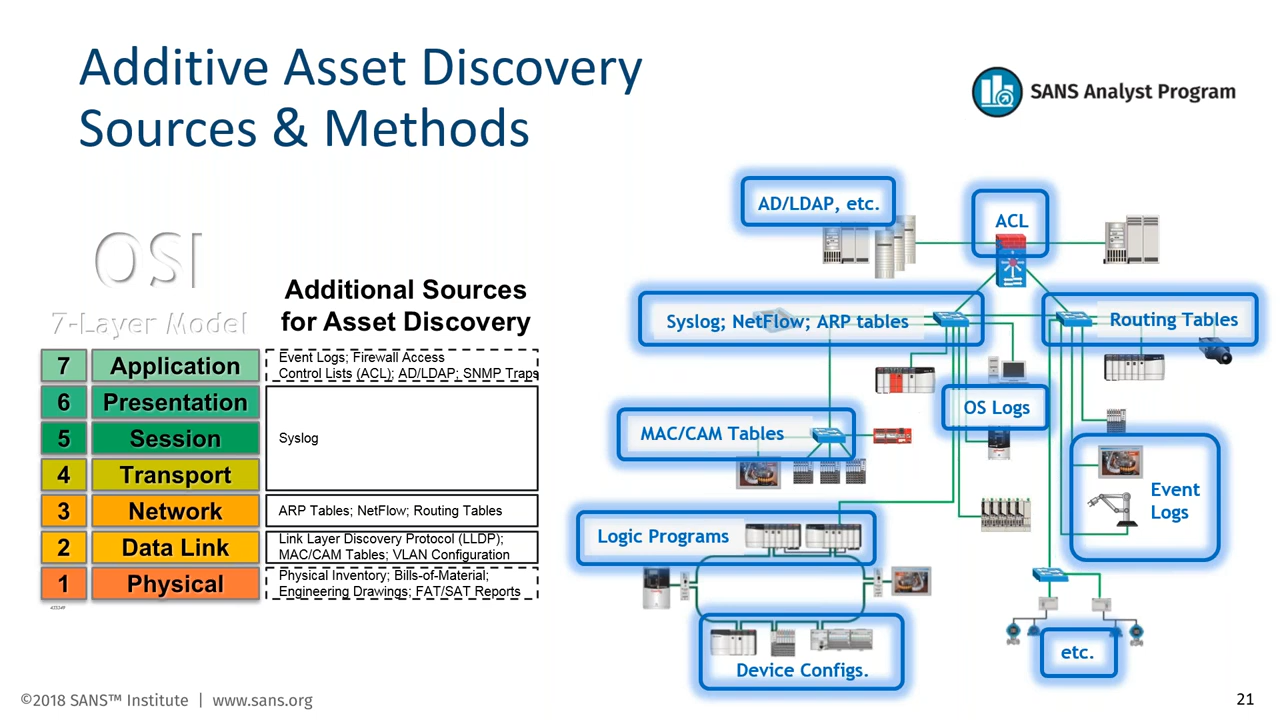 Additive Asset Discovery
Sources & Methods
SANS Analyst Program
OSI
7-Layer Model
Additional Sources
for Asset Discovery
7 Application
Event Logs; Firewall Access
Control Lists (ACL); AD/LDAP; SNMP Traps
6 Presentation
5 Session
Syslog
4 Transport
3 Network
ARP Tables; NetFlow; Routing Tables
2 Data Link
Link Layer Discovery Protocol (LLDP);
MAC/CAM Tables; VLAN Configuration
1 Physical
Physical Inventory; Bills-of-Material;
Engineering Drawings; FAT/SAT Reports
AD/LDAP, etc.
ACL
Syslog; NetFlow; ARP tables
Routing Tables
OS Logs
MAC/CAM Tables
Event
Logs
Logic Programs
Device Configs.
etc.
©2018 SANS™ Institute | www.sans.org
21